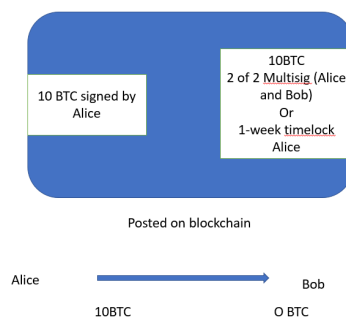 10 BTC signed by
Alice
10BTC
2 of 2 Multisig (Alice
and Bob)
Or
1-week timelock
Alice
Posted on blockchain
Alice
Bob
10BTC
O BTC